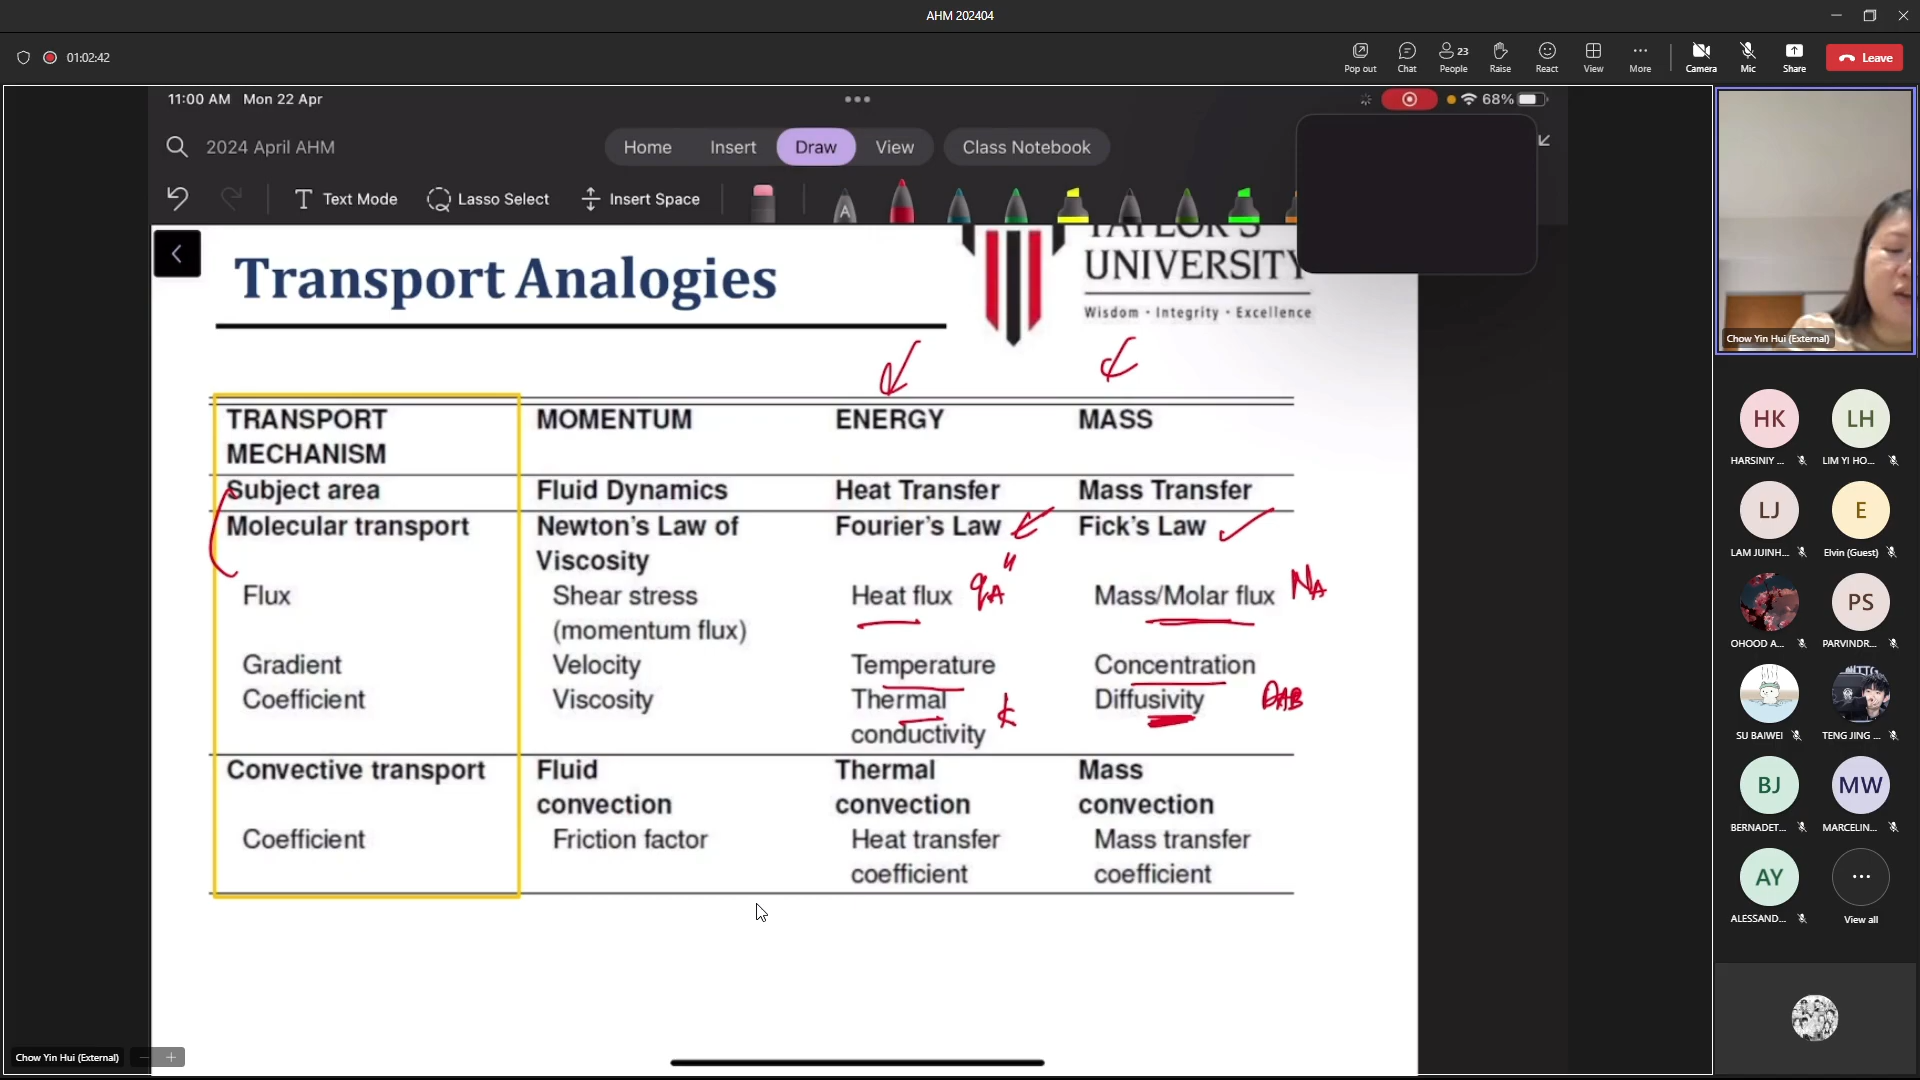 AHM 202404
01:02:42
Pop out
Chat
23
People
Raise
React
View
More
Camera
Mic
Share
Leave
11:00 AM Mon 22 Apr
68%
2024 April AHM
Home
Insert
Draw
View
Class Notebook
Text Mode
Lasso Select
Insert Space
A
Transport Analogies
TAYLOR'S
UNIVERSITY
Wisdom · Integrity · Excellence
TRANSPORT MECHANISM
MOMENTUM
ENERGY
MASS
Subject area
Fluid Dynamics
Heat Transfer
Mass Transfer
Molecular transport
Newton's Law of
Viscosity
Fourier's Law
Fick's Law
Flux
Shear stress
(momentum flux)
Heat flux
qA"
Mass/Molar flux
NA
Gradient
Velocity
Temperature
Concentration
Coefficient
Viscosity
Thermal
conductivity
k
Diffusivity
DAB
Convective transport
Fluid
convection
Thermal
convection
Mass
convection
Coefficient
Friction factor
Heat transfer
coefficient
Mass transfer
coefficient
Chow Yin Hui (External)
Chow Yin Hui (External)
HK
HARSINIY ...
LH
LIM YI HO...
LJ
LAM JUINH...
E
Elvin (Guest)
OHOOD A...
PS
PARVINDR...
SU BAIWEI
TENG JING ...
BJ
BERNADET...
MW
MARCELIN...
AY
ALESSAND...
View all